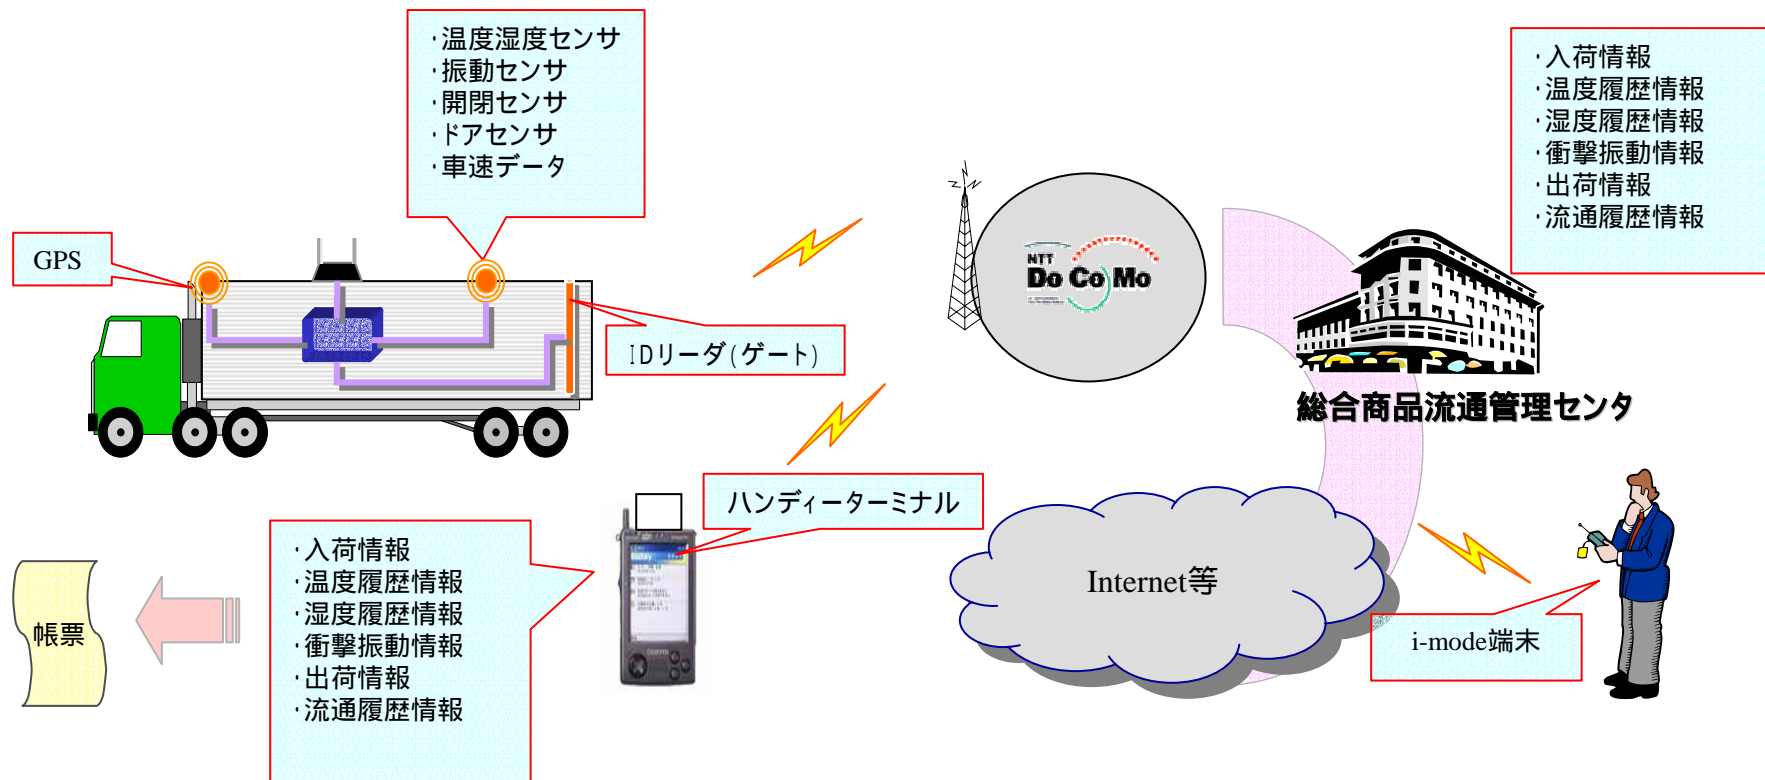 ·温度湿度センサ
·振動センサ
·開閉センサ
·ドアセンサ
·車速データ
·入荷情報
·温度履歴情報
·湿度履歴情報
·衝撃振動情報
·出荷情報
·流通履歴情報
GPS
IDリーダ(ゲート)
NTT
DoCoMo
総合商品流通管理センタ
ハンディーターミナル
·入荷情報
·温度履歴情報
·湿度履歴情報
·衝撃振動情報
·出荷情報
·流通履歴情報
帳票
Internet等
i-mode端末